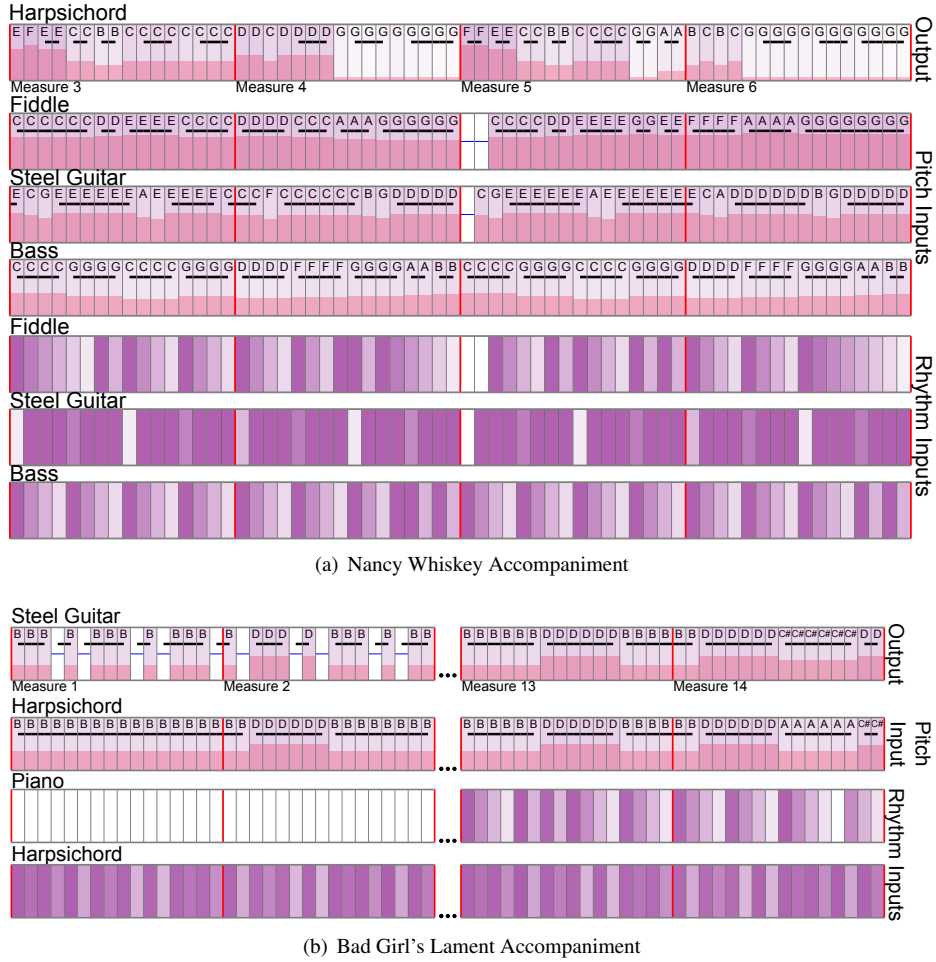 Harpsichord
E F E E C C B B C C C C C C C C D D C D D D D G G G G G G G G G F F E E C C B B C C C C G G A A B C B C G G G G G G G G G G G G
Measure 3 Measure 4 Measure 5 Measure 6
Output
Fiddle
C C C C C C D D E E E E C C C C D D D D C C C A A A G G G G G G C C C C D D E E E E G G E E F F F F A A A A G G G G G G G G
Steel Guitar
E C G E E E E E E A E E E E E C C C F C C C C C C B G D D D D D C G E E E E E E A E E E E E E E C A D D D D D D B G D D D D D
Bass
C C C C G G G G C C C C G G G G D D D D F F F F G G G G A A B B C C C C G G G G C C C C G G G G D D D D F F F F G G G G A A B B
Pitch Inputs
Fiddle
Steel Guitar
Bass
Rhythm Inputs
(a) Nancy Whiskey Accompaniment
Steel Guitar
B B B B B B B B B B B B B D D D D B B B B B B B B B B B B D D D D D D B B B B B B D D D D D D C# C# C# C# C# C# D D
Measure 1 Measure 2 ... Measure 13 Measure 14
Output
Harpsichord
B B B B B B B B B B B B B B B B B B D D D D D D B B B B B B B B ... B B B B B B D D D D D D B B B B B B D D D D D D A A A A A A C# C#
Pitch Input
Piano
...
Harpsichord
...
Rhythm Inputs
(b) Bad Girl's Lament Accompaniment